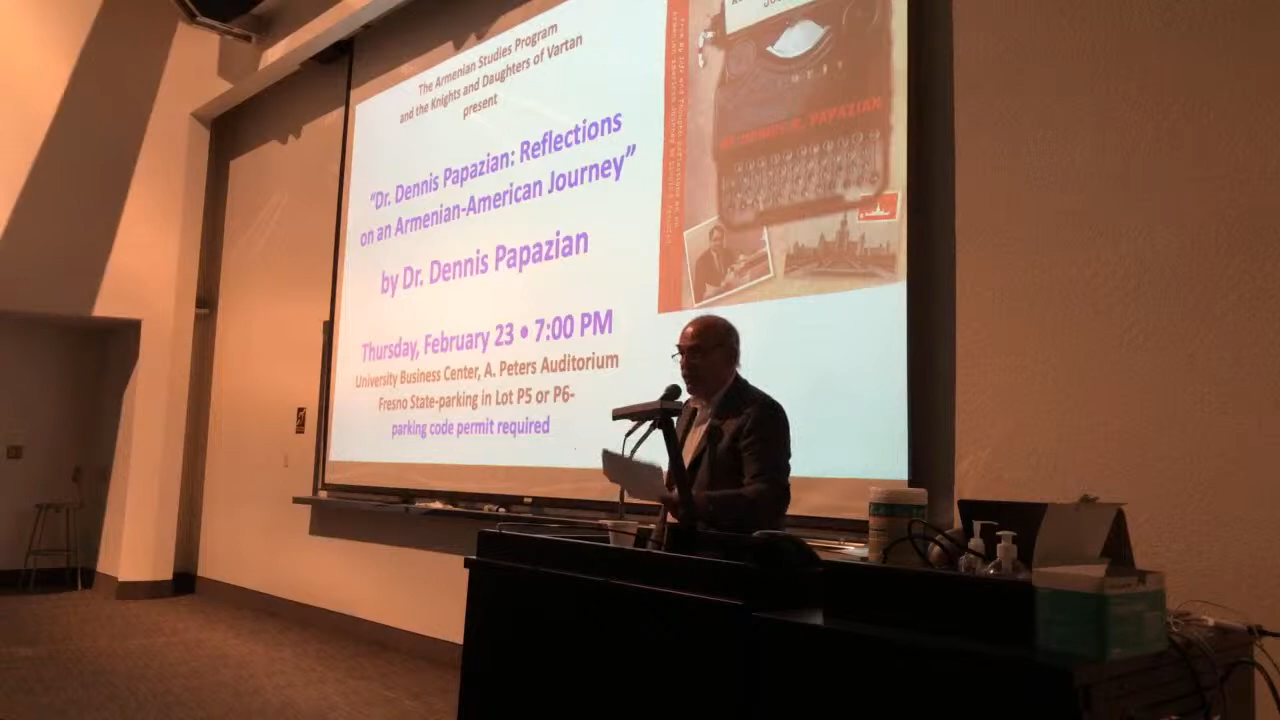 The Armenian Studies Program
and the Knights and Daughters of Vartan
present
“Dr. Dennis Papazian: Reflections
on an Armenian-American Journey”
by Dr. Dennis Papazian
Thursday, February 23 • 7:00 PM
University Business Center, A. Peters Auditorium
Fresno State-parking in Lot P5 or P6-
parking code permit required
DENNIS R. PAPAZIAN